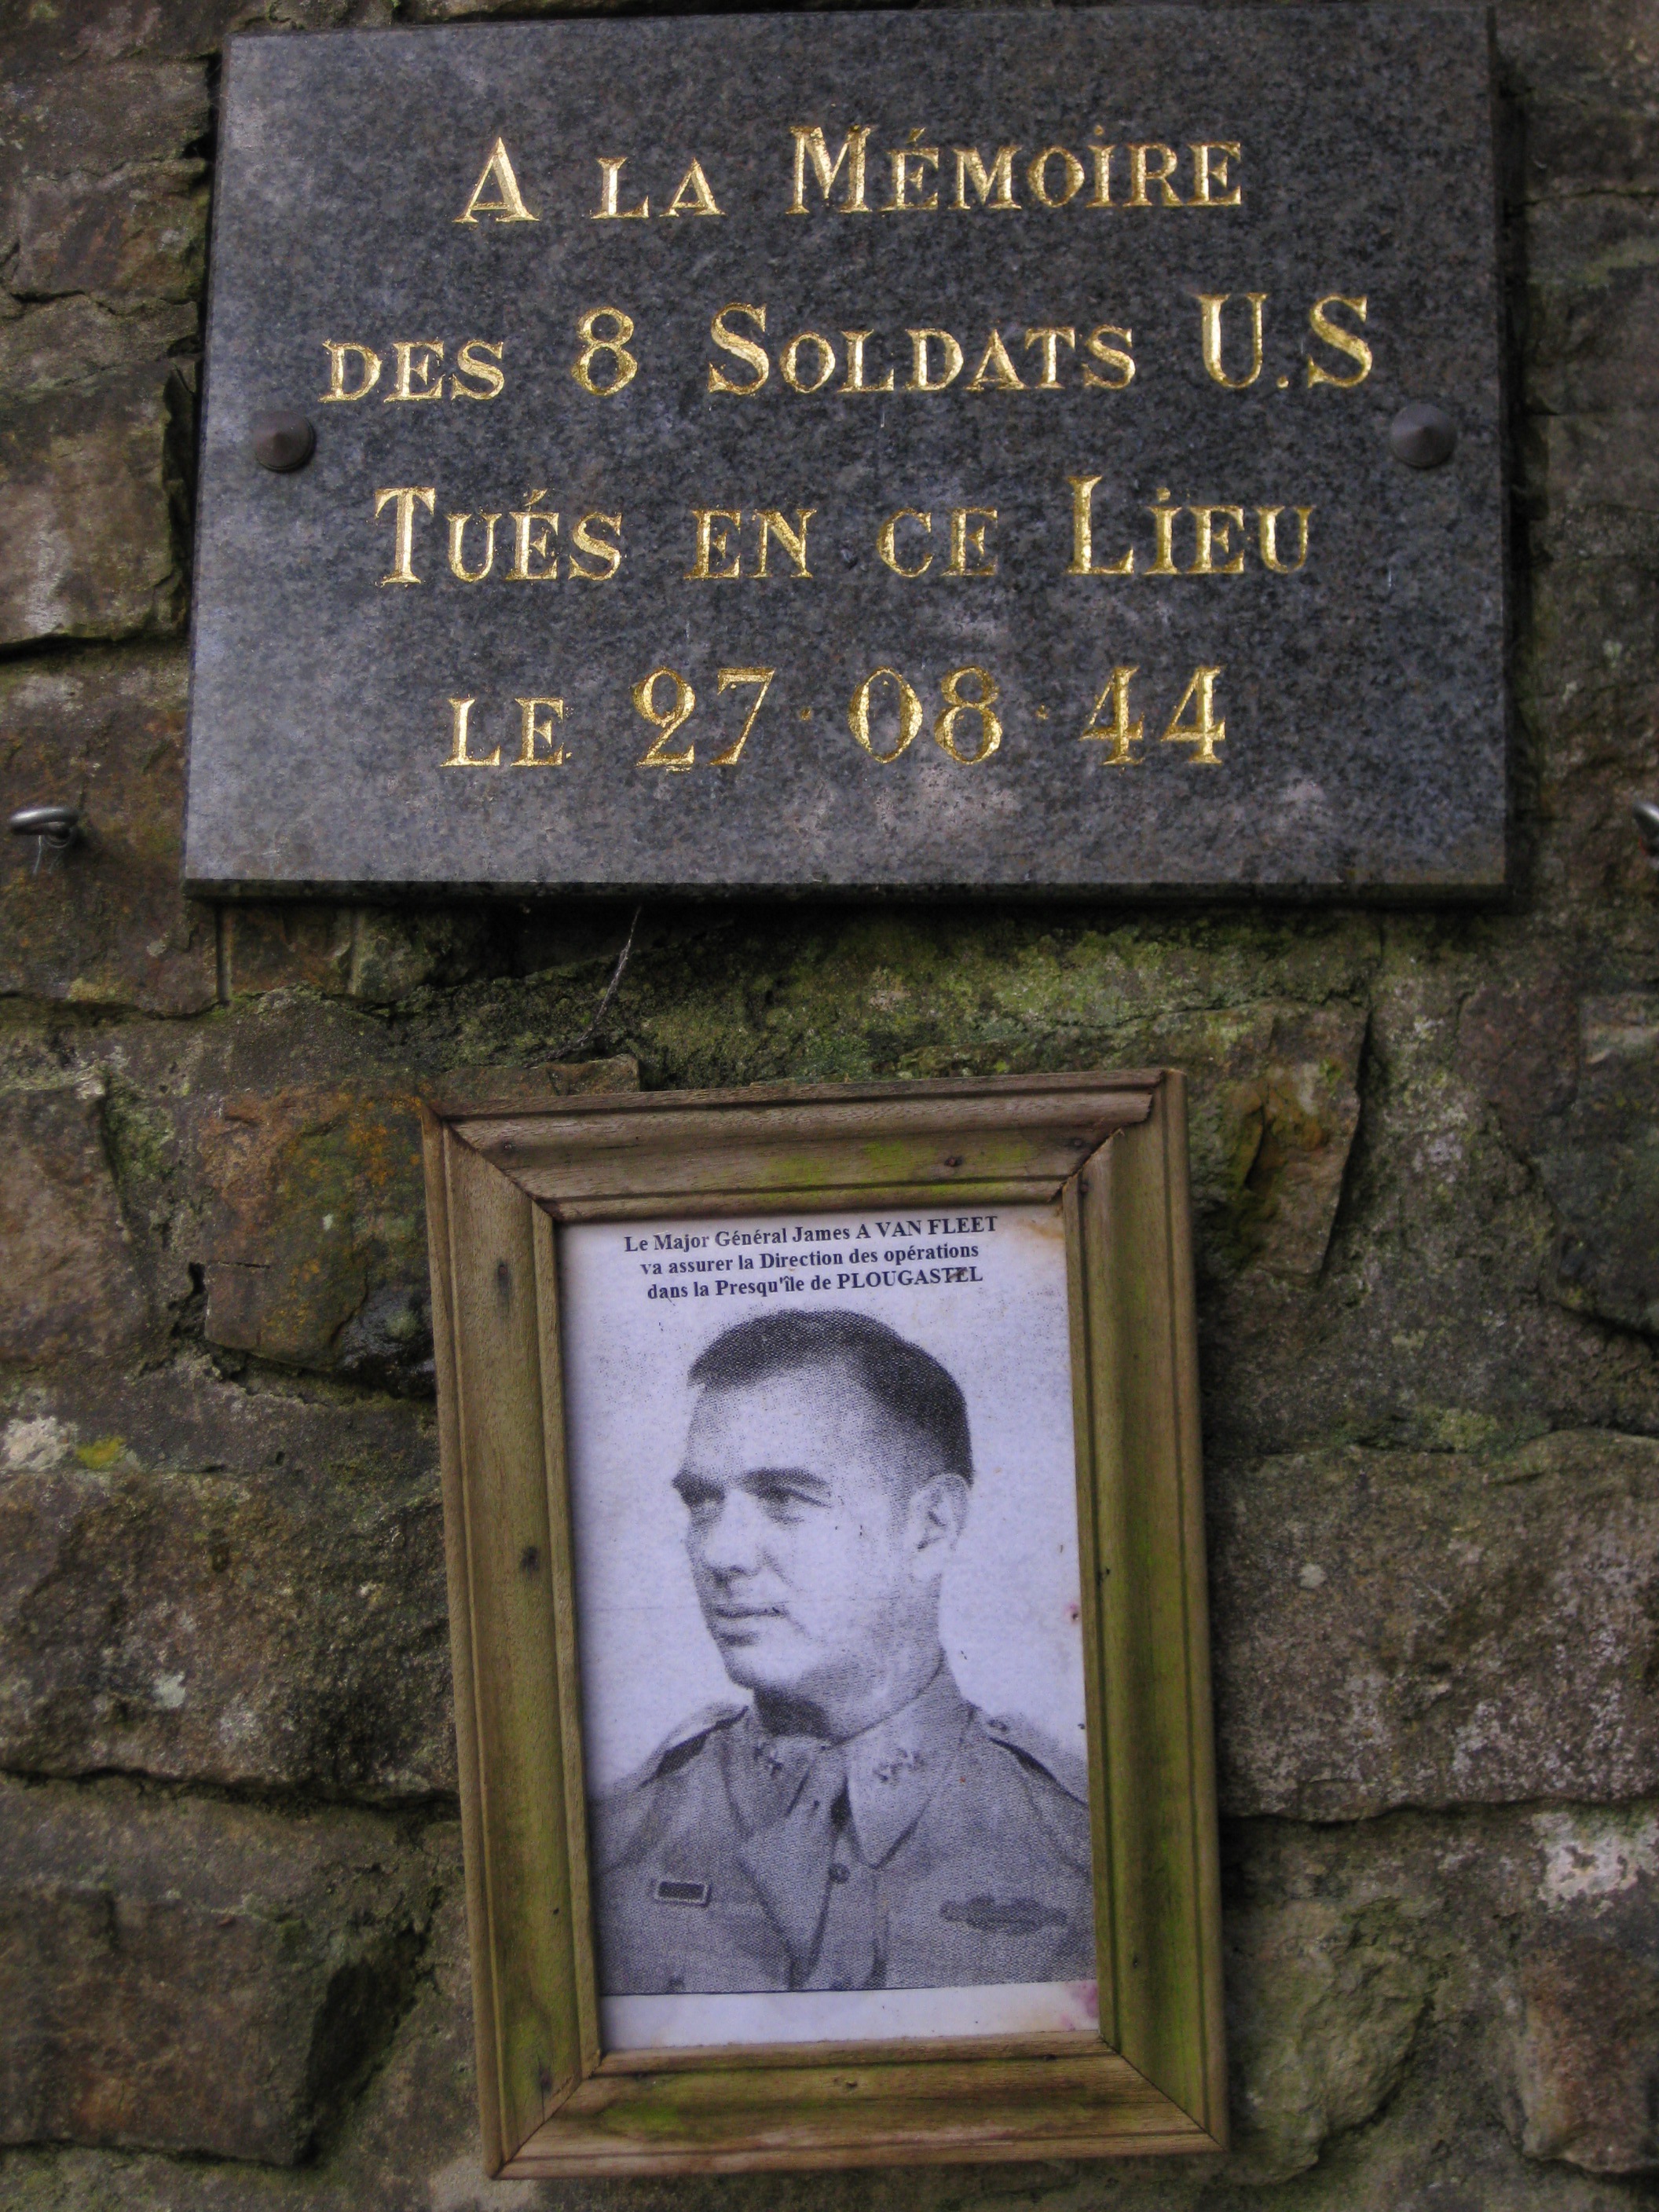 A LA MÉMOIRE
DES 8 SOLDATS U.S
TUÉS EN CE LIEU
LE 27·08·44
Le Major Général James A VAN FLEET
va assurer la Direction des opérations
dans la Presqu'île de PLOUGASTEL